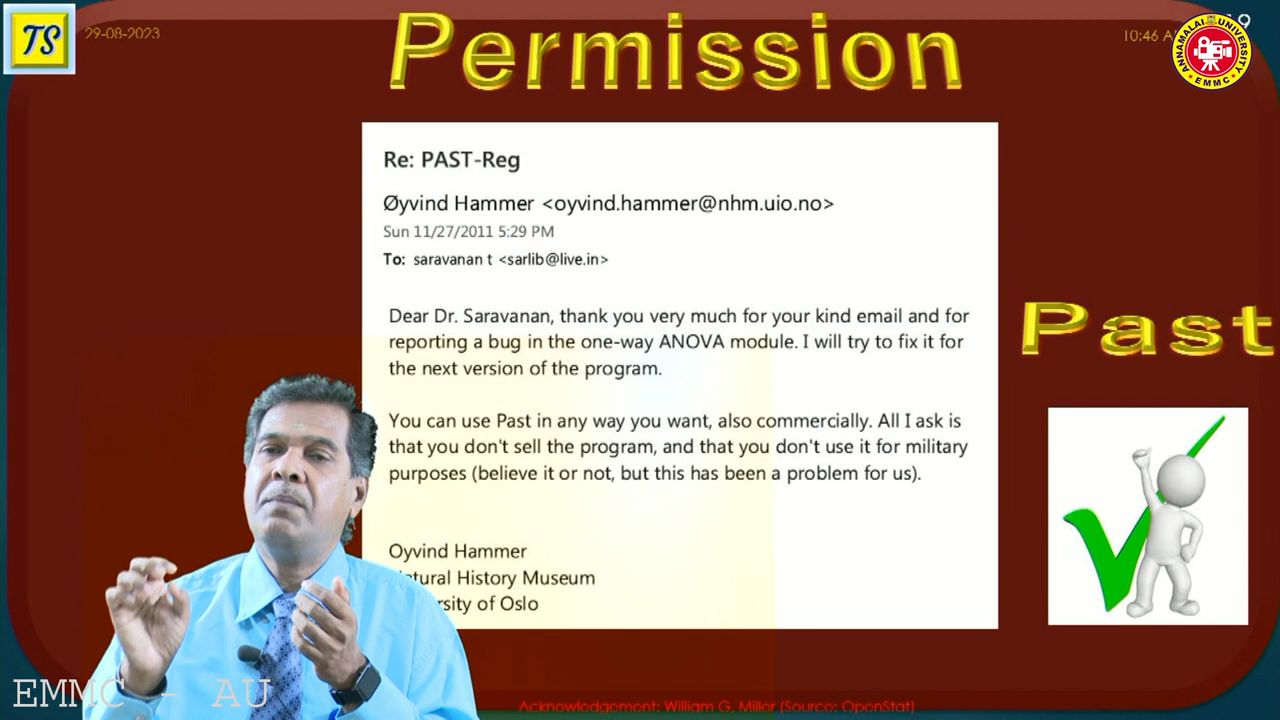 TS
29-08-2023
Permission
10:46 A
ANNAMALAI UNIVERSITY
EMMC
Re: PAST-Reg
Øyvind Hammer <oyvind.hammer@nhm.uio.no>
Sun 11/27/2011 5:29 PM
To: saravanan t <sarlib@live.in>
Dear Dr. Saravanan, thank you very much for your kind email and for
reporting a bug in the one-way ANOVA module. I will try to fix it for
the next version of the program.
You can use Past in any way you want, also commercially. All I ask is
that you don't sell the program, and that you don't use it for military
purposes (believe it or not, but this has been a problem for us).
Oyvind Hammer
tural History Museum
rsity of Oslo
Past
EMMC - AU
Acknowledgement: William G. Miller (Source: OpenStat)